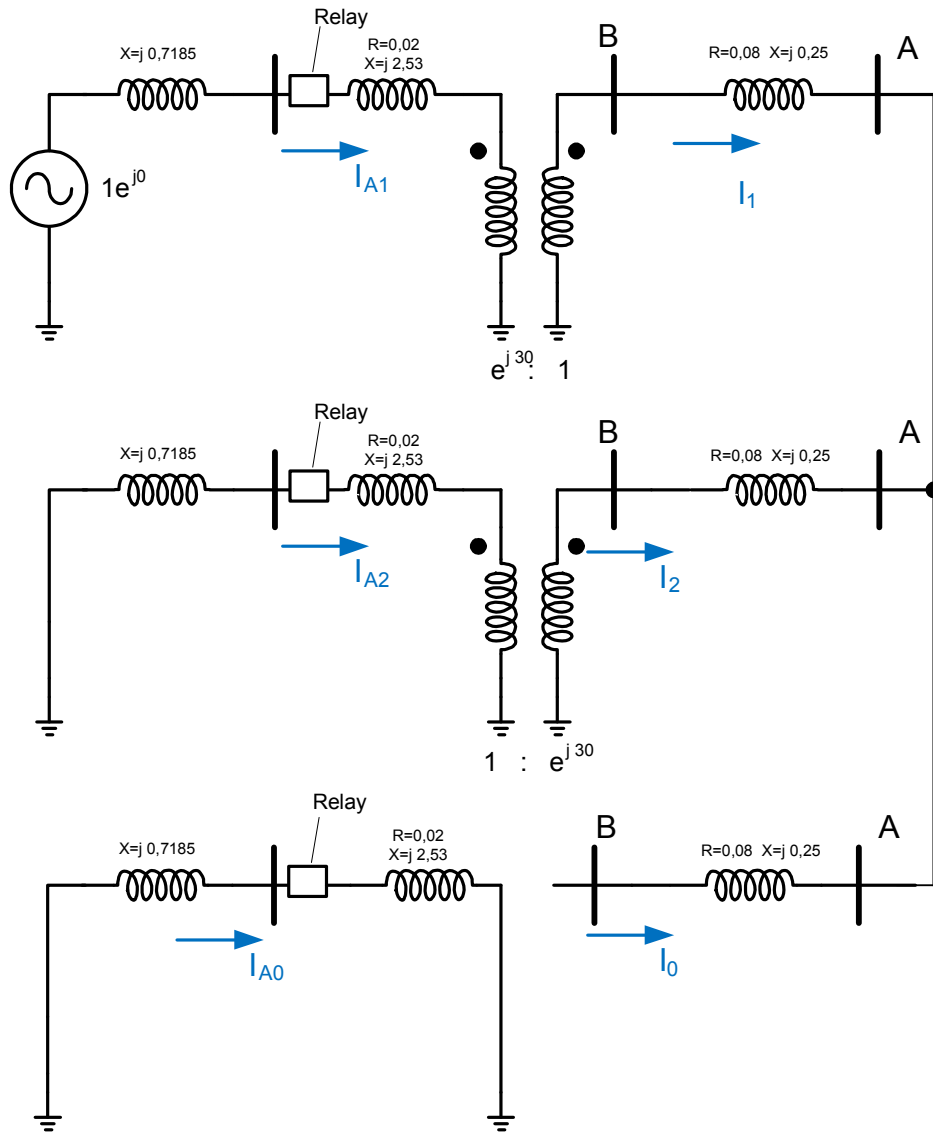 Relay
X=j 0,7185
R=0,02
X=j 2,53
B
R=0,08 X=j 0,25
A
1e^j0
I_A1
I_1
e^j 30 : 1
Relay
X=j 0,7185
R=0,02
X=j 2,53
B
R=0,08 X=j 0,25
A
I_A2
I_2
1 : e^j 30
Relay
X=j 0,7185
R=0,02
X=j 2,53
B
R=0,08 X=j 0,25
A
I_A0
I_0